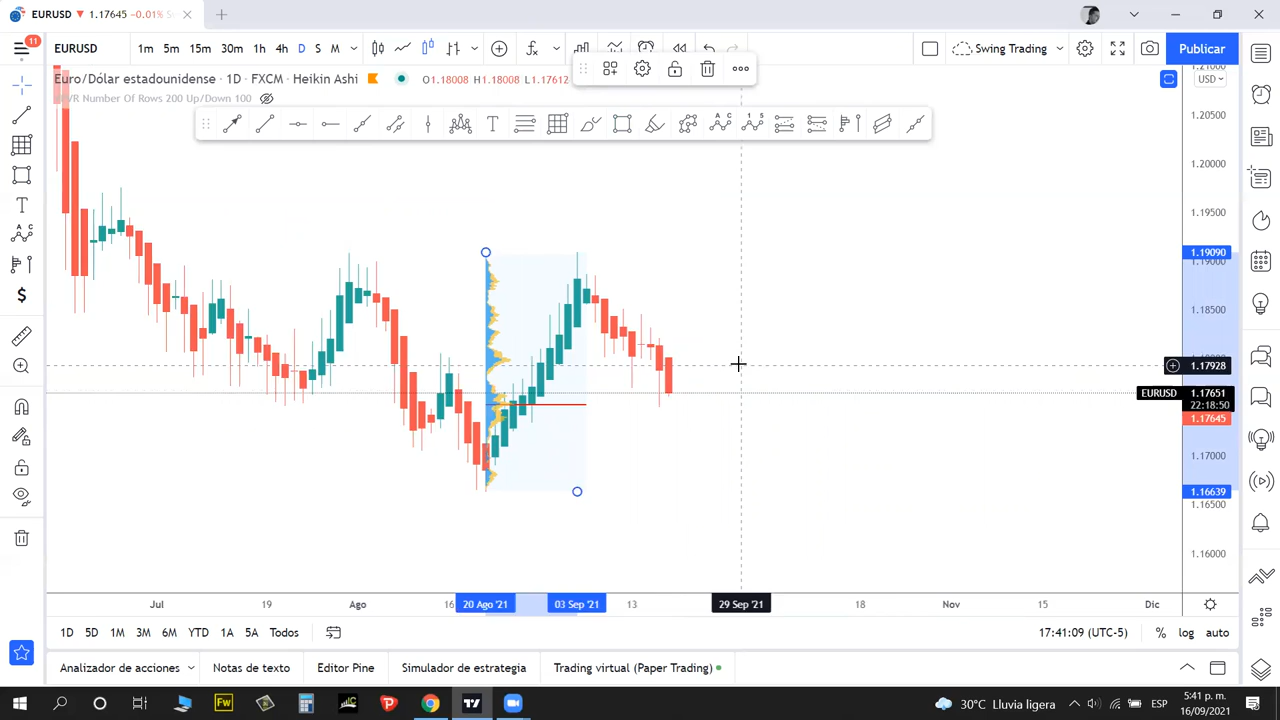 EURUSD ▼ 1.17645 −0.01%
11
EURUSD 1m 5m 15m 30m 1h 4h D S M Swing Trading Publicar
Euro/Dólar estadounidense · 1D · FXCM · Heikin Ashi O1.18008 H1.18008 L1.17612
Number Of Rows 200 Up/Down 100
USD
1.20500
1.20000
1.19500
1.19090
1.18500
1.17928
EURUSD 1.17651
22:18:50
1.17645
1.17000
1.16639
1.16500
1.16000
Jul 19 Ago 16 20 Ago '21 03 Sep '21 13 29 Sep '21 18 Nov 15 Dic
1D 5D 1M 3M 6M YTD 1A 5A Todos 17:41:09 (UTC-5) % log auto
Analizador de acciones Notas de texto Editor Pine Simulador de estrategia Trading virtual (Paper Trading)
Fw 30°C Lluvia ligera ESP 5:41 p. m.
16/09/2021